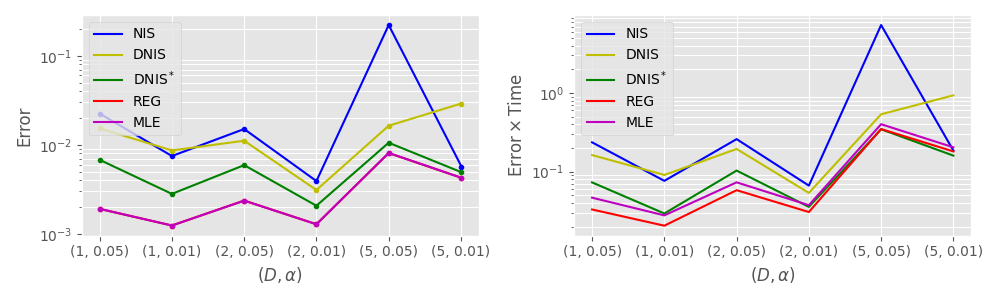 NIS
DNIS
DNIS*
REG
MLE
Error
10⁻¹
10⁻²
10⁻³
(1, 0.05) (1, 0.01) (2, 0.05) (2, 0.01) (5, 0.05) (5, 0.01)
(D, α)
NIS
DNIS
DNIS*
REG
MLE
Error × Time
10⁰
10⁻¹
(1, 0.05) (1, 0.01) (2, 0.05) (2, 0.01) (5, 0.05) (5, 0.01)
(D, α)